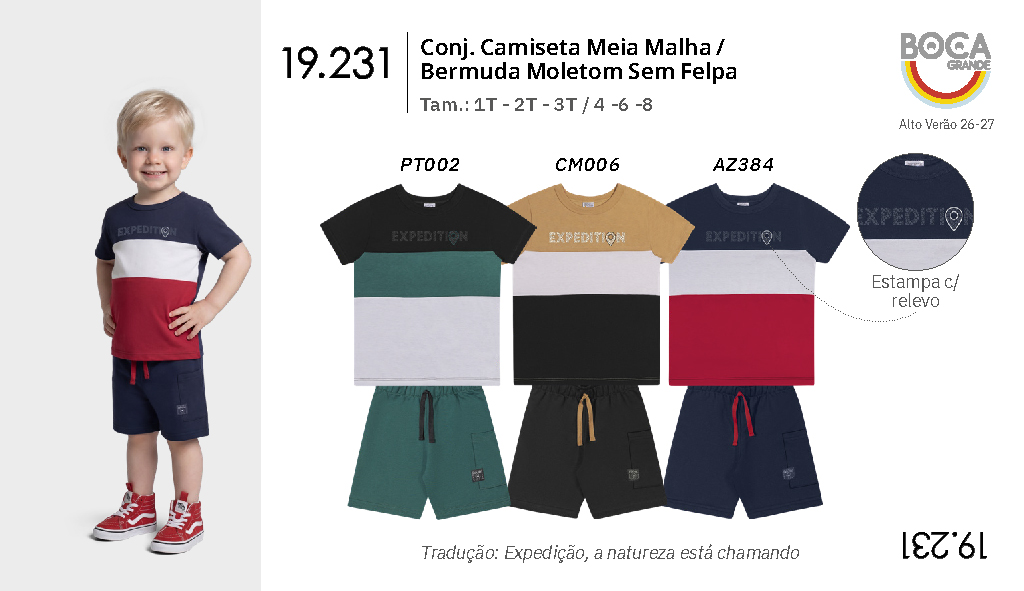 19.231
Conj. Camiseta Meia Malha /
Bermuda Moletom Sem Felpa
Tam.: 1T - 2T - 3T / 4 -6 -8
BOCA
GRANDE
Alto Verão 26-27
PT002
CM006
AZ384
EXPEDITION
EXPEDITION
EXPEDITION
EXPEDITION
EXPEDITION
Estampa c/
relevo
Tradução: Expedição, a natureza está chamando
19.231